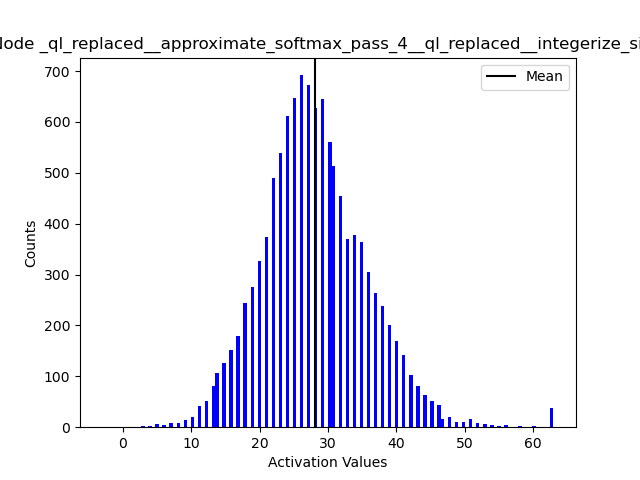 Node _ql_replaced__approximate_softmax_pass_4__ql_replaced__integerize_si
Mean
700
600
500
400
300
200
100
0
Counts
0 10 20 30 40 50 60
Activation Values